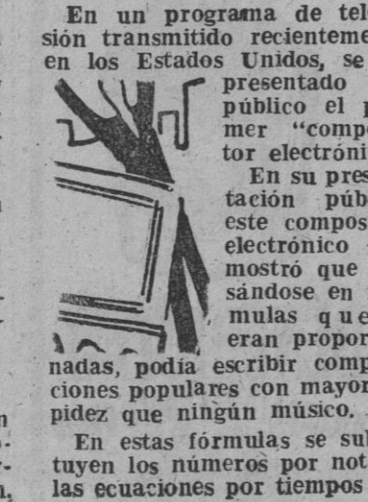 En un programa de tele
sión transmitido recienteme
en los Estados Unidos, se
presentado
público el p
mer "compo
tor electróni
En su pres
tación púb
este compos
electrónico
mostró que
sándose en
mulas que
eran propor
nadas, podía escribir comp
ciones populares con mayor
pidez que ningún músico.
En estas fórmulas se sub
tuyen los números por not
las ecuaciones por tiempos